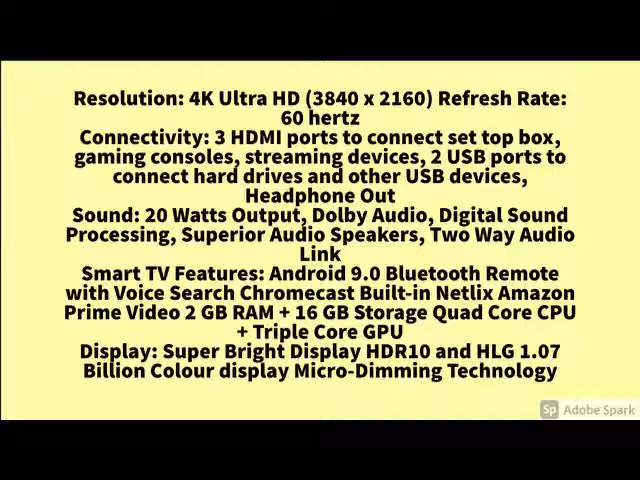 Resolution: 4K Ultra HD (3840 x 2160) Refresh Rate:
60 hertz
Connectivity: 3 HDMI ports to connect set top box,
gaming consoles, streaming devices, 2 USB ports to
connect hard drives and other USB devices,
Headphone Out
Sound: 20 Watts Output, Dolby Audio, Digital Sound
Processing, Superior Audio Speakers, Two Way Audio
Link
Smart TV Features: Android 9.0 Bluetooth Remote
with Voice Search Chromecast Built-in Netlix Amazon
Prime Video 2 GB RAM + 16 GB Storage Quad Core CPU
+ Triple Core GPU
Display: Super Bright Display HDR10 and HLG 1.07
Billion Colour display Micro-Dimming Technology
Sp Adobe Spark